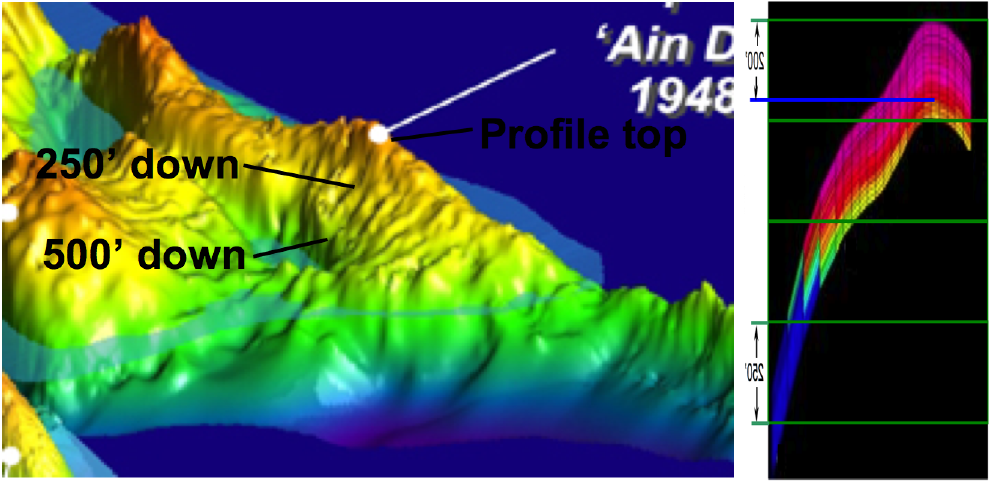 ‘Ain D
1948
Profile top
250’ down
500’ down
200'
250'